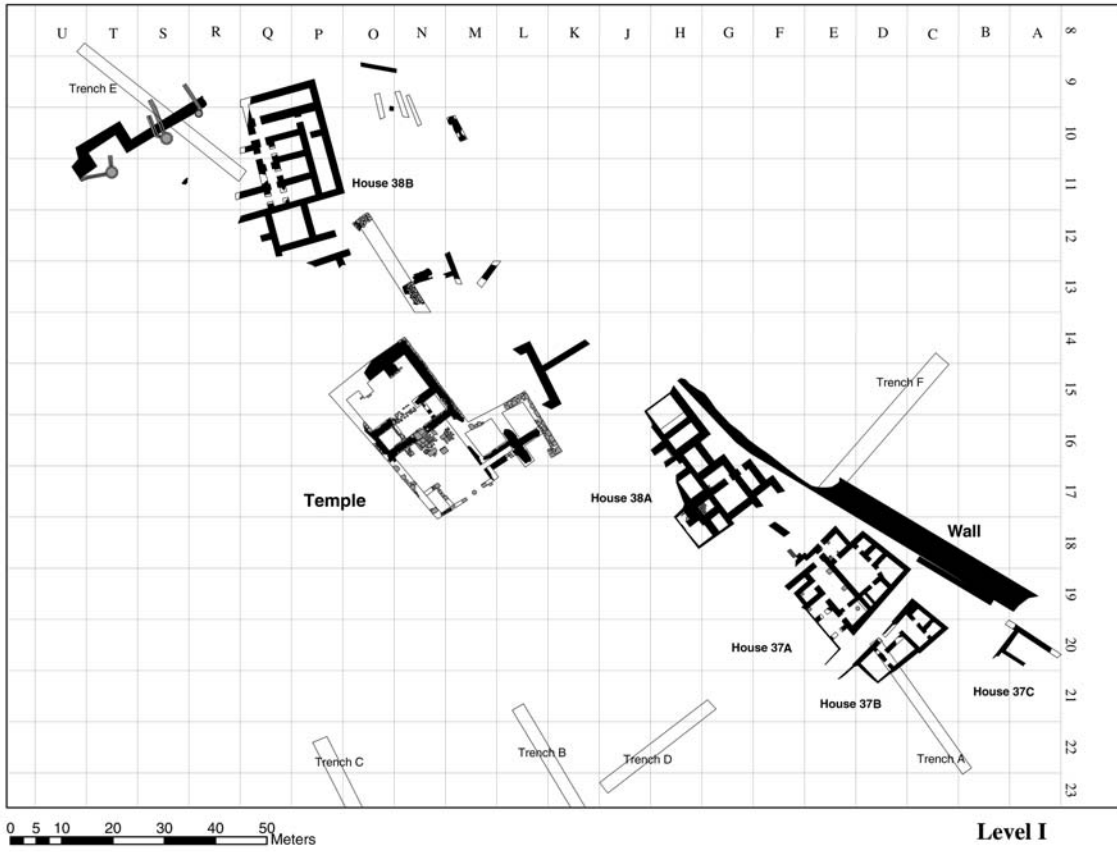 U T S R Q P O N M L K J H G F E D C B A
8
Trench E
9
10
House 38B
11
12
13
14
Trench F
15
16
House 38A
Temple
17
Wall
18
19
House 37A
20
House 37C
House 37B
21
Trench C
Trench B
Trench D
Trench A
22
23
0 5 10 20 30 40 50
Meters
Level I